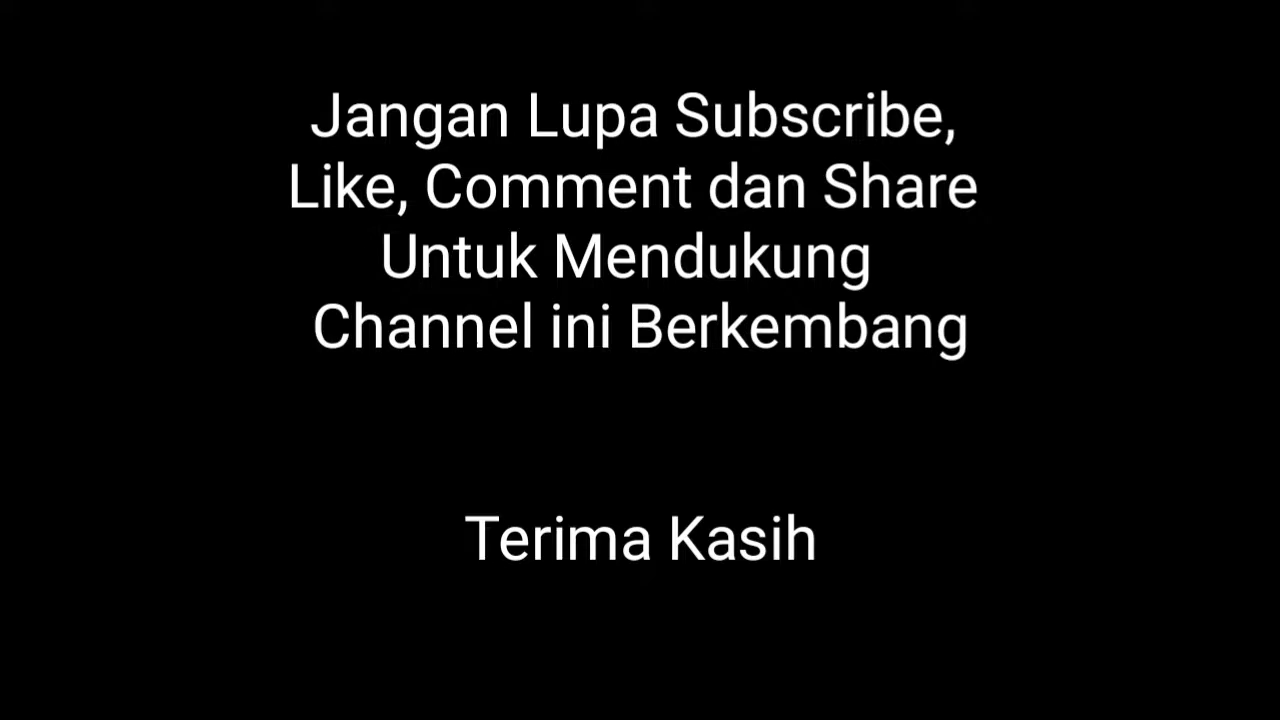 Jangan Lupa Subscribe,
Like, Comment dan Share
Untuk Mendukung
Channel ini Berkembang
Terima Kasih